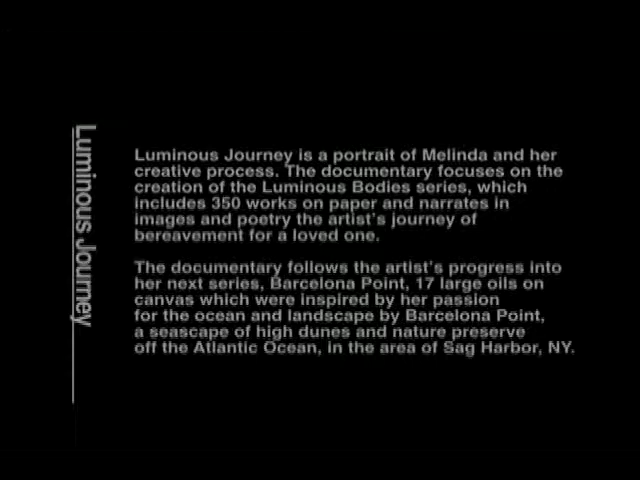 Luminous Journey
Luminous Journey is a portrait of Melinda and her
creative process. The documentary focuses on the
creation of the Luminous Bodies series, which
includes 350 works on paper and narrates in
images and poetry the artist's journey of
bereavement for a loved one.
The documentary follows the artist's progress into
her next series, Barcelona Point, 17 large oils on
canvas which were inspired by her passion
for the ocean and landscape by Barcelona Point,
a seascape of high dunes and nature preserve
off the Atlantic Ocean, in the area of Sag Harbor, NY.